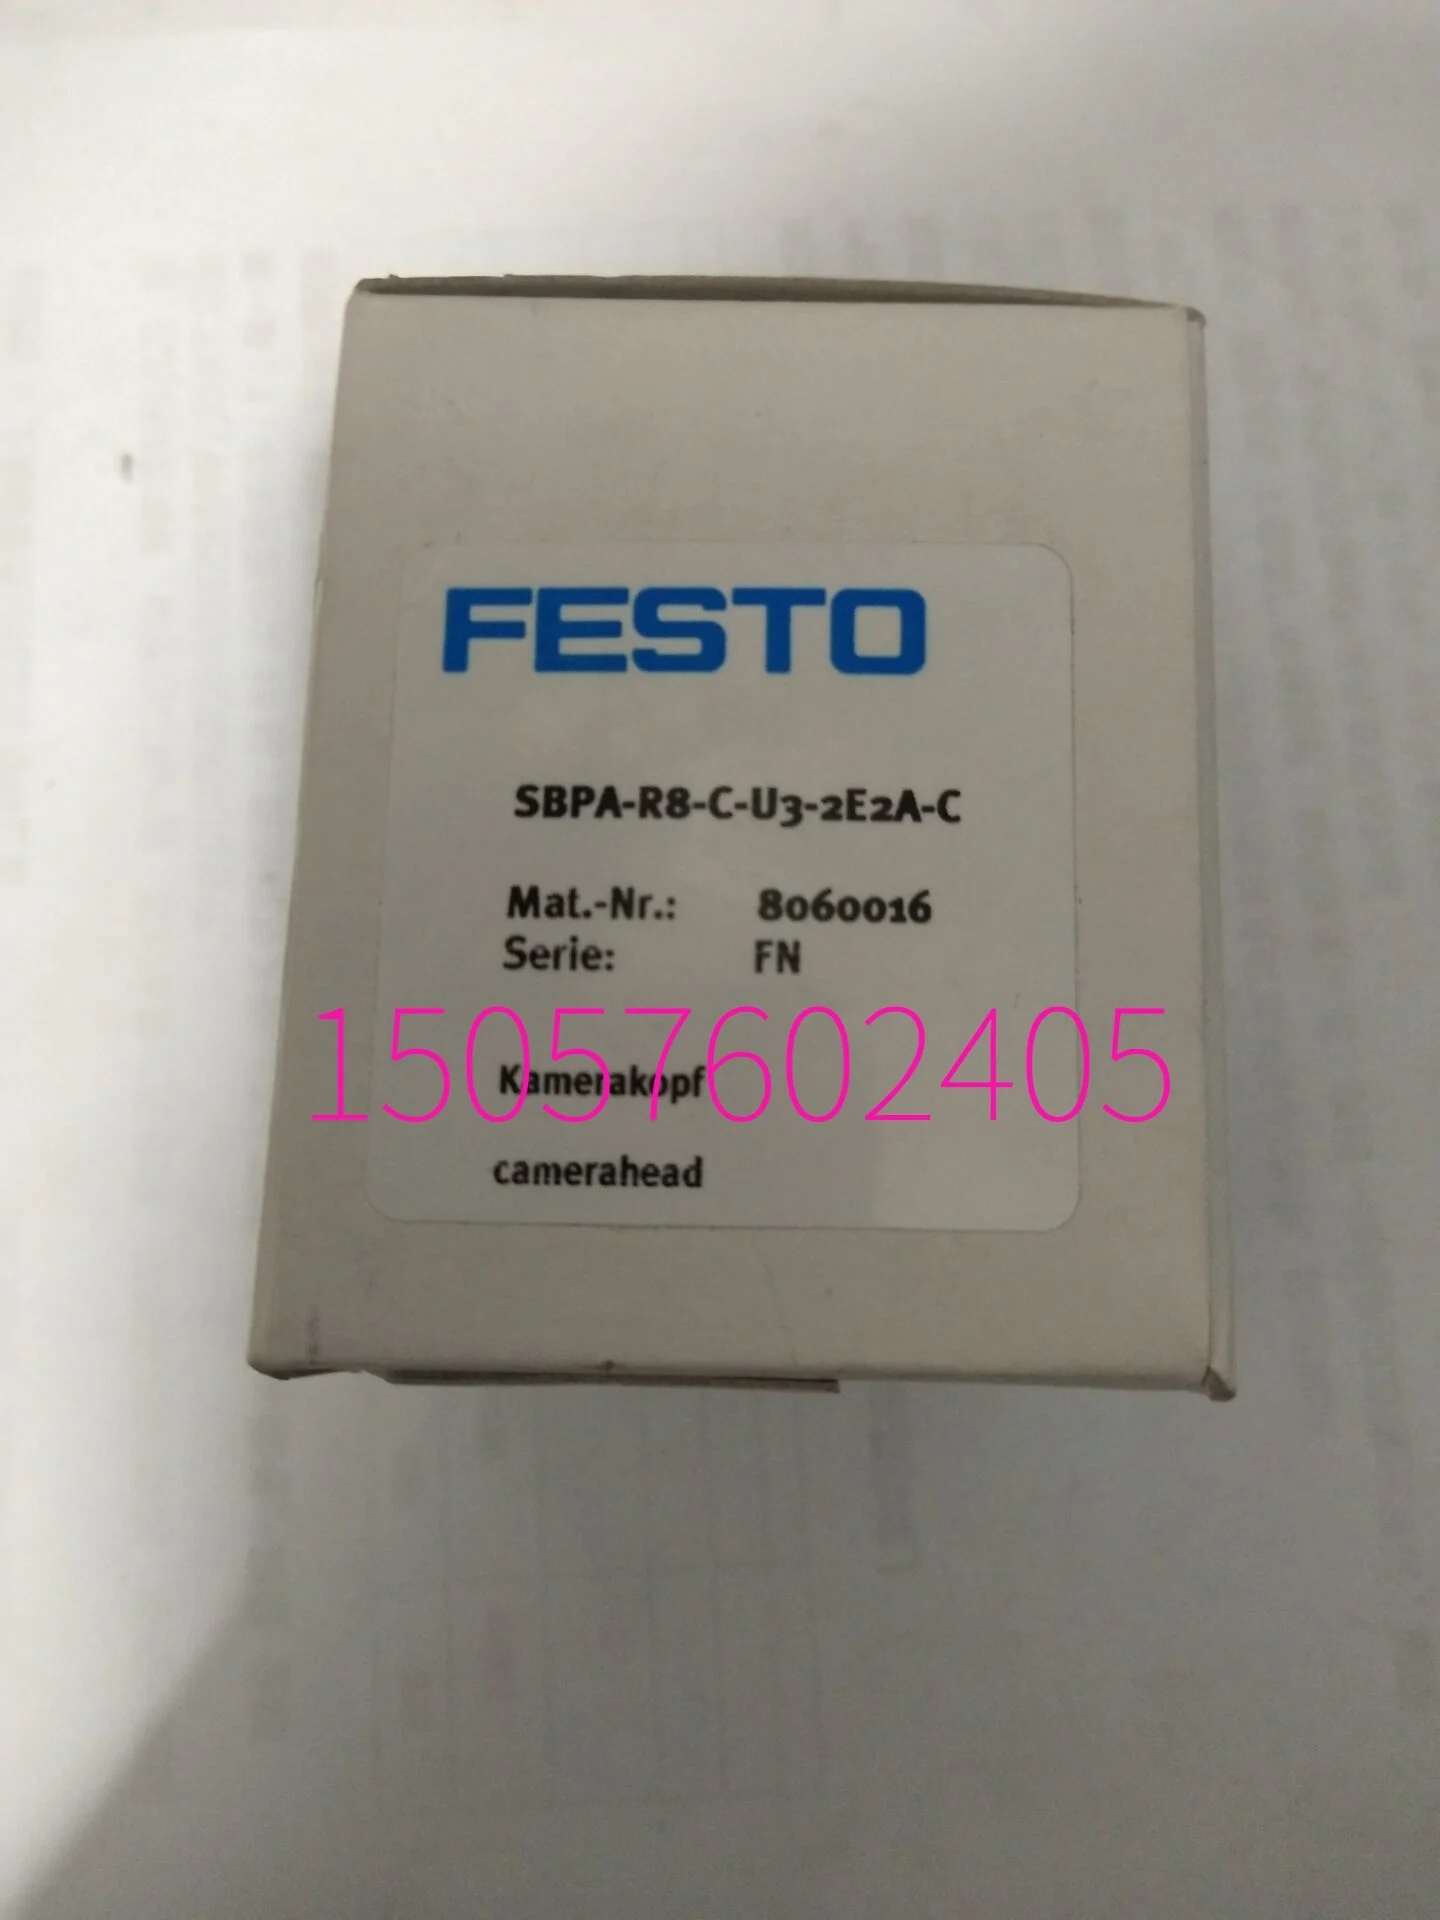 FESTO
SBPA-R8-C-U3-2E2A-C
Mat.-Nr.: 8060016
Serie: FN
15057602405
Kamerakopf
camerahead